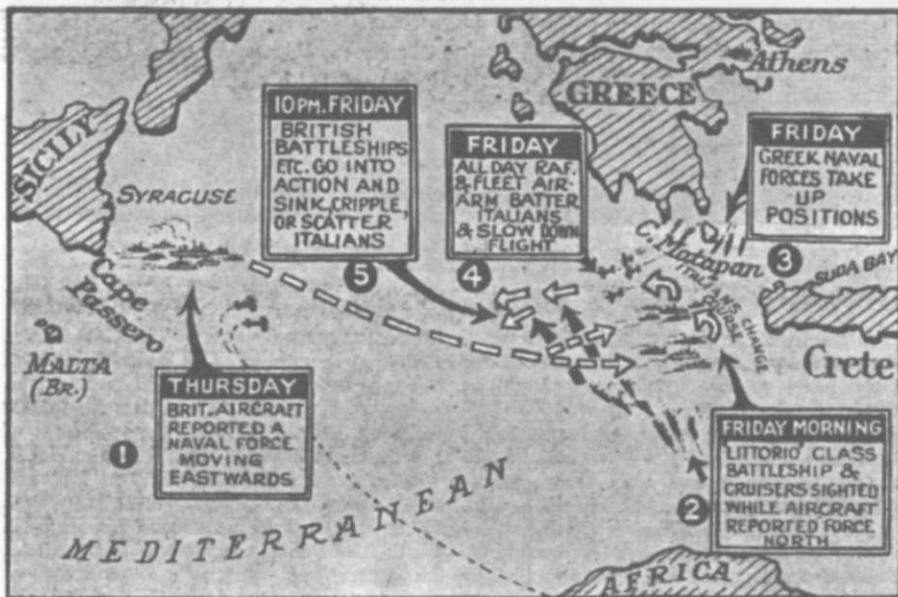 Athens
GREECE
SICILY
SYRACUSE
Cape
Passero
MALTA
(BR.)
C. Matapan
ITALIANS CHANGE
COURSE
SUDA BAY
Crete
MEDITERRANEAN
AFRICA
1
THURSDAY
BRIT. AIRCRAFT
REPORTED A
NAVAL FORCE
MOVING
EASTWARDS
2
FRIDAY MORNING
LITTORIO CLASS
BATTLESHIP &
CRUISERS SIGHTED
WHILE AIRCRAFT
REPORTED FORCE
NORTH
3
FRIDAY
GREEK NAVAL
FORCES TAKE
UP
POSITIONS
4
FRIDAY
ALL DAY RAF.
& FLEET AIR-
ARM BATTER
ITALIANS
& SLOW DOWN
FLIGHT
5
10 PM. FRIDAY
BRITISH
BATTLESHIPS
ETC. GO INTO
ACTION AND
SINK, CRIPPLE,
OR SCATTER
ITALIANS